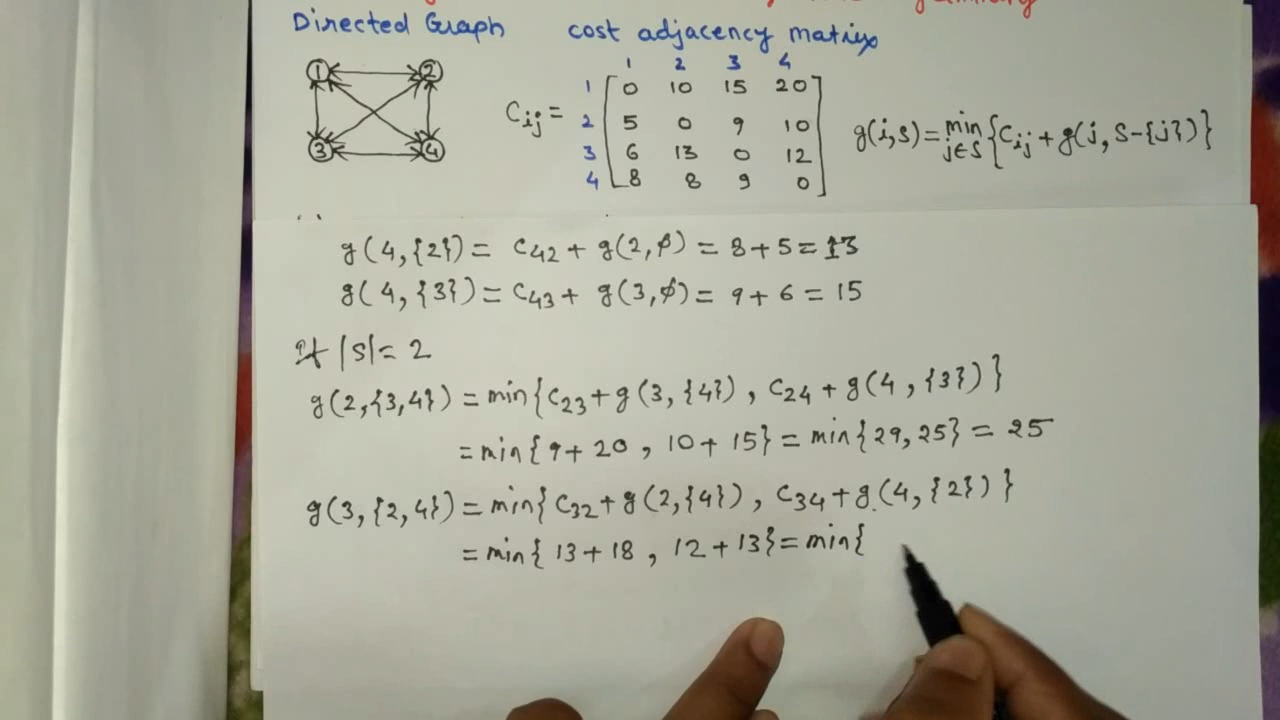 Directed Graph cost adjacency matrix
1 2 3 4
1 2 1 0 10 15 20
Cij = 2 5 0 9 10 g(i,s)=min j∈S {Cij + g(j, S-{j})}
3 4 3 6 13 0 12
4 8 8 9 0
g(4,{2}) = C42 + g(2,ϕ) = 8+5=13
g(4,{3}) = C43 + g(3,ϕ) = 9+6=15
If |S|= 2
g(2,{3,4}) = min{C23+g(3,{4}), C24+g(4,{3})}
=min{9+20, 10+15} = min{29,25} = 25
g(3,{2,4}) = min{C32+g(2,{4}), C34+g(4,{2})}
= min{13+18, 12+13}=min{